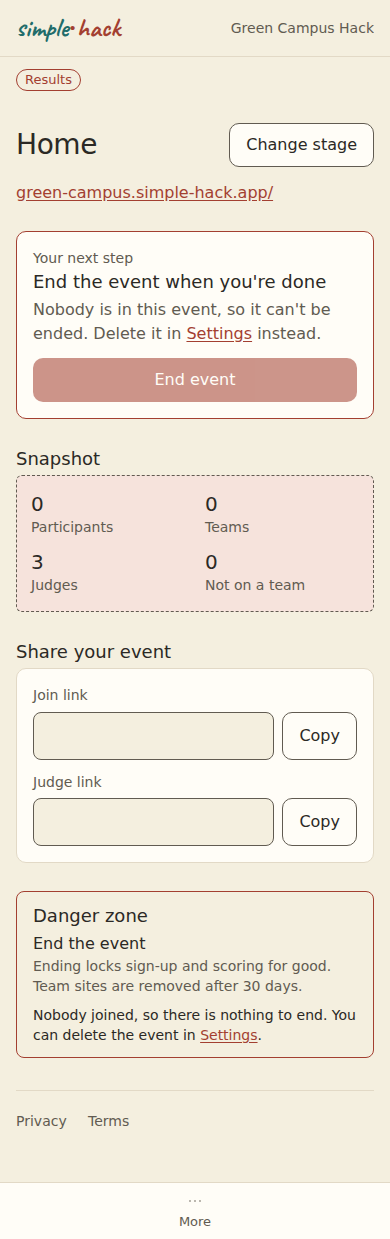 simple·hack
Green Campus Hack
Results
Home
Change stage
green-campus.simple-hack.app/
Your next step
End the event when you're done
Nobody is in this event, so it can't be
ended. Delete it in Settings instead.
End event
Snapshot
0
Participants
0
Teams
3
Judges
0
Not on a team
Share your event
Join link
Copy
Judge link
Copy
Danger zone
End the event
Ending locks sign-up and scoring for good.
Team sites are removed after 30 days.
Nobody joined, so there is nothing to end. You
can delete the event in Settings.
Privacy
Terms
...
More